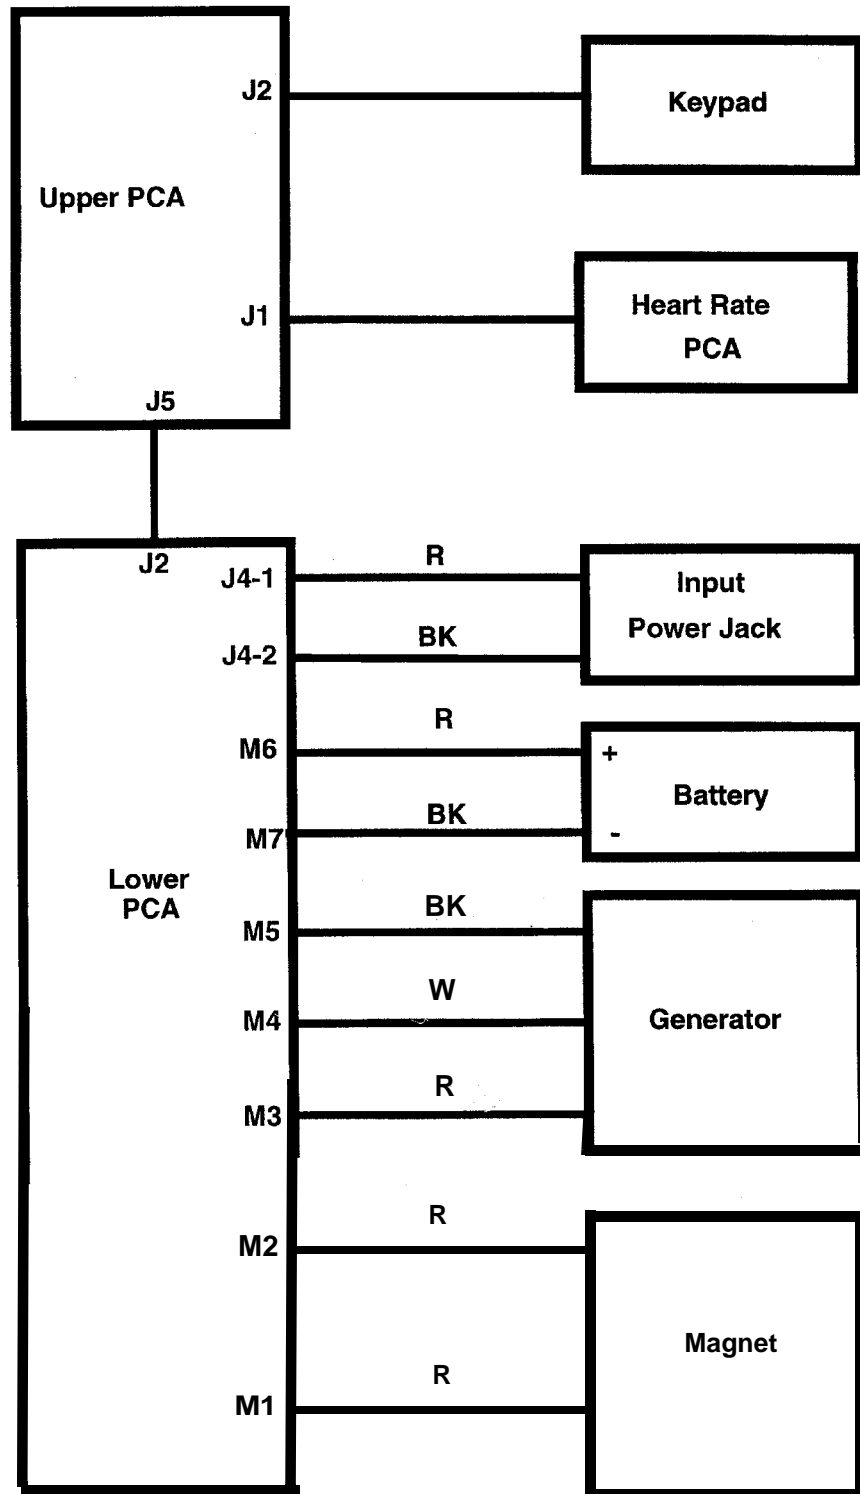 J2
Keypad
Upper PCA
J1
Heart Rate
PCA
J5
J2
J4-1
R
Input
Power Jack
J4-2
BK
M6
R
+
Battery
M7
BK
-
Lower
PCA
M5
BK
M4
W
Generator
M3
R
M2
R
Magnet
M1
R